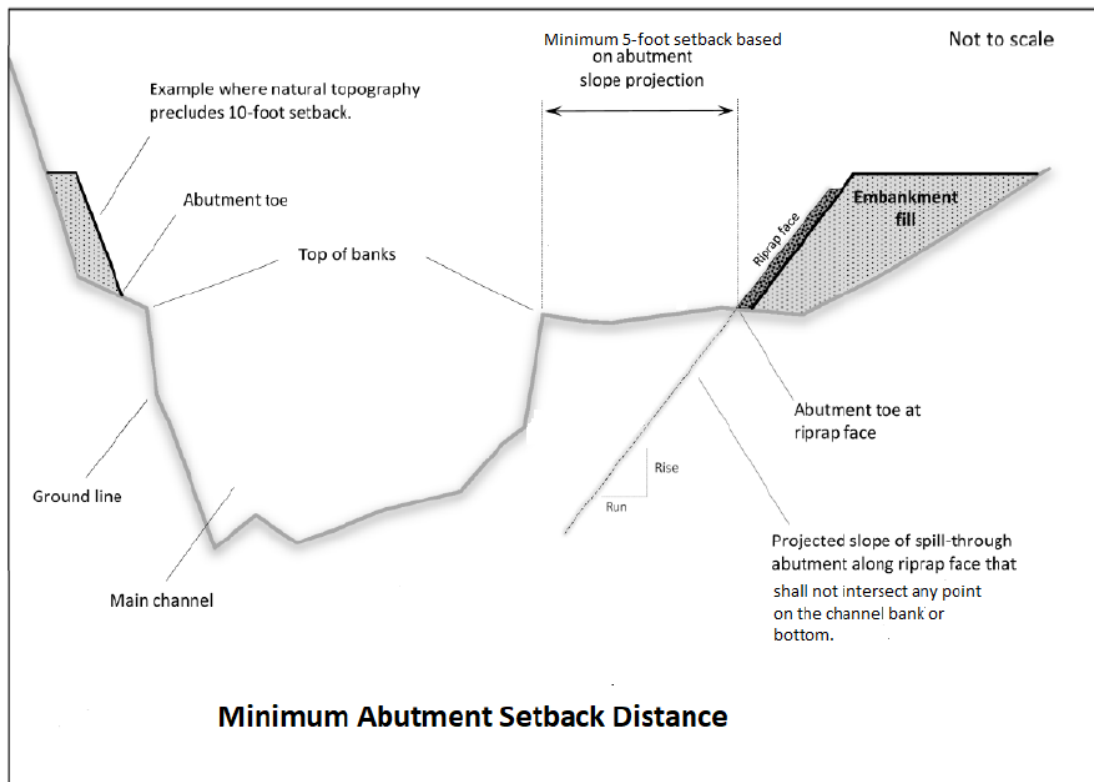 Minimum 5-foot setback based
on abutment
slope projection
Not to scale
Example where natural topography
precludes 10-foot setback.
Abutment toe
Top of banks
Embankment
fill
Riprap face
Abutment toe at
riprap face
Rise
Run
Ground line
Main channel
Projected slope of spill-through
abutment along riprap face that
shall not intersect any point
on the channel bank or
bottom.
Minimum Abutment Setback Distance